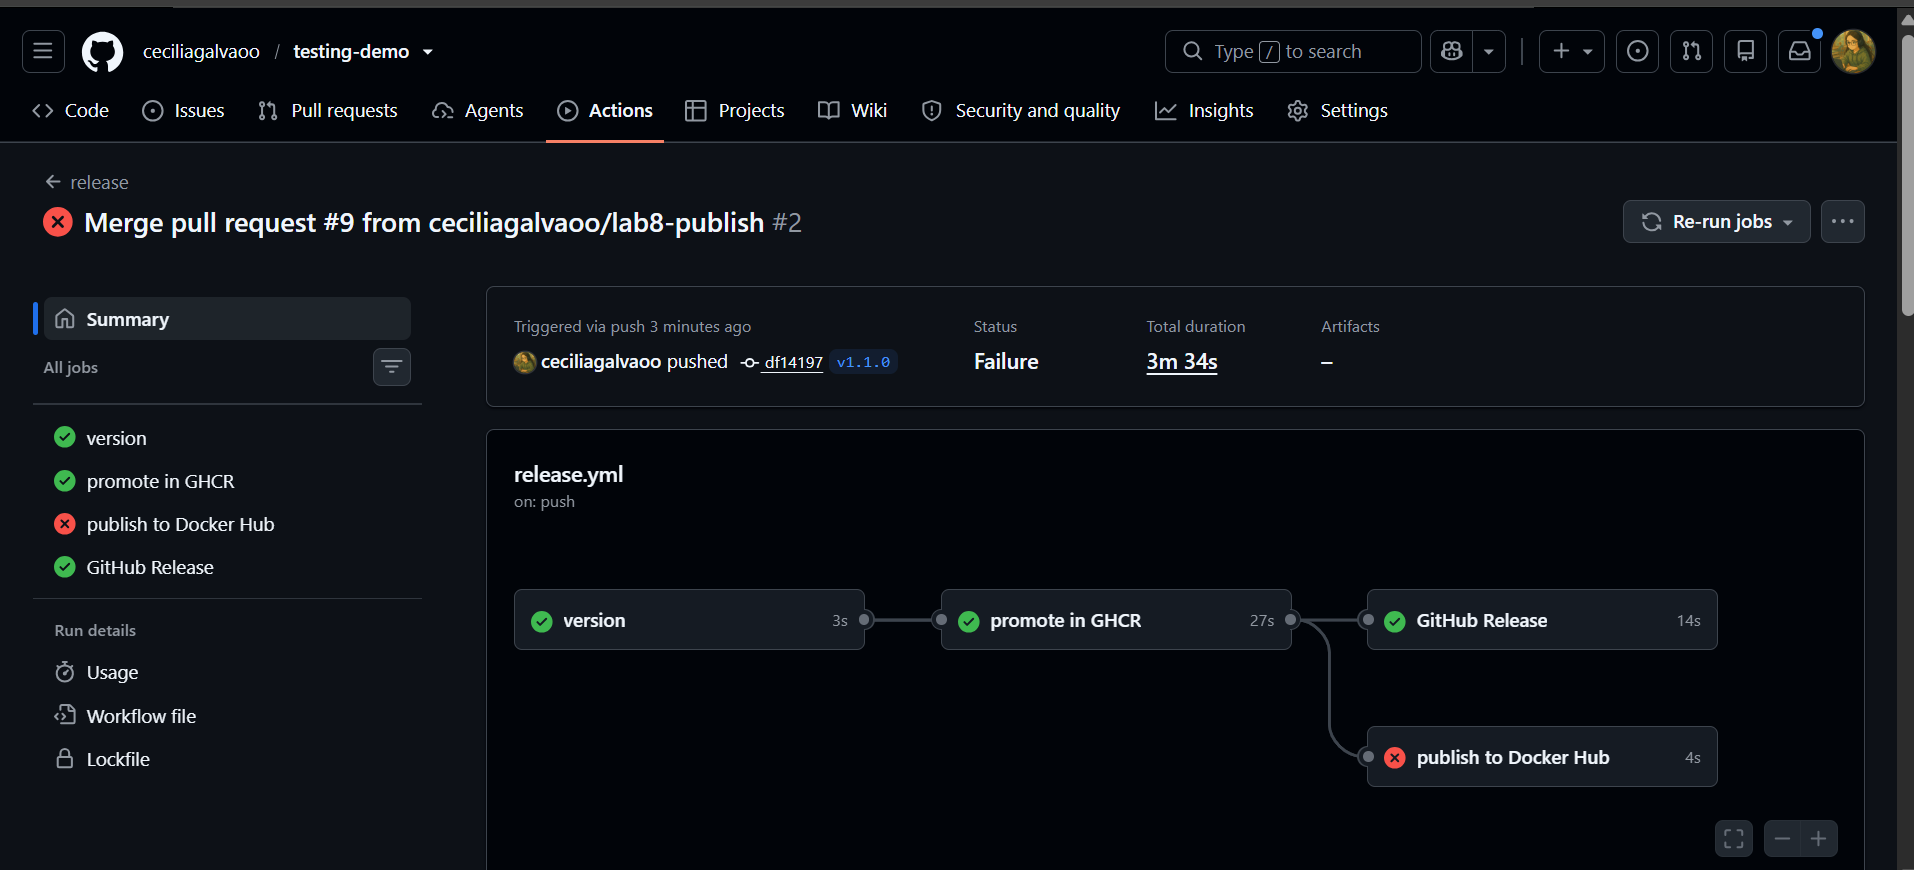 ceciliagalvaoo / testing-demo
Type / to search
Code
Issues
Pull requests
Agents
Actions
Projects
Wiki
Security and quality
Insights
Settings
release
Merge pull request #9 from ceciliagalvaoo/lab8-publish #2
Re-run jobs
Summary
All jobs
version
promote in GHCR
publish to Docker Hub
GitHub Release
Run details
Usage
Workflow file
Lockfile
Triggered via push 3 minutes ago
ceciliagalvaoo pushed df14197 v1.1.0
Status
Failure
Total duration
3m 34s
Artifacts
–
release.yml
on: push
version 3s
promote in GHCR 27s
GitHub Release 14s
publish to Docker Hub 4s